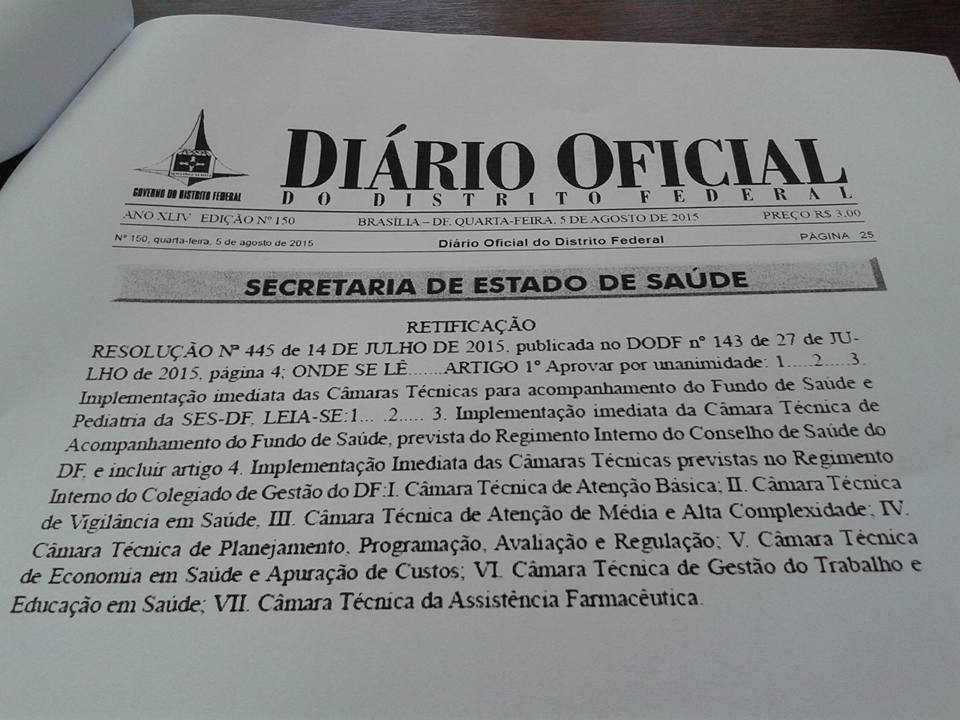 DIÁRIO OFICIAL
DO DISTRITO FEDERAL
GOVERNO DO DISTRITO FEDERAL
ANO XLIV EDIÇÃO Nº 150 BRASÍLIA – DF, QUARTA-FEIRA, 5 DE AGOSTO DE 2015 PREÇO R$ 3,00
Nº 150, quarta-feira, 5 de agosto de 2015 Diário Oficial do Distrito Federal PÁGINA 25
SECRETARIA DE ESTADO DE SAÚDE
RETIFICAÇÃO
RESOLUÇÃO Nª 445 de 14 DE JULHO DE 2015, publicada no DODF nº 143 de 27 de JU-
LHO de 2015, página 4; ONDE SE LÊ.......ARTIGO 1º Aprovar por unanimidade: 1.....2.....3.
Implementação imediata das Câmaras Técnicas para acompanhamento do Fundo de Saúde e
Pediatria da SES-DF, LEIA-SE:1... .2..... 3. Implementação imediata da Câmara Técnica de
Acompanhamento do Fundo de Saúde, prevista do Regimento Interno do Conselho de Saúde do
DF, e incluir artigo 4. Implementação Imediata das Câmaras Técnicas previstas no Regimento
Interno do Colegiado de Gestão do DF:I. Câmara Técnica de Atenção Básica; II. Câmara Técnica
de Vigilância em Saúde, III. Câmara Técnica de Atenção de Média e Alta Complexidade; IV.
Câmara Técnica de Planejamento, Programação, Avaliação e Regulação; V. Câmara Técnica
de Economia em Saúde e Apuração de Custos; VI. Câmara Técnica de Gestão do Trabalho e
Educação em Saúde; VII. Câmara Técnica da Assistência Farmacêutica.